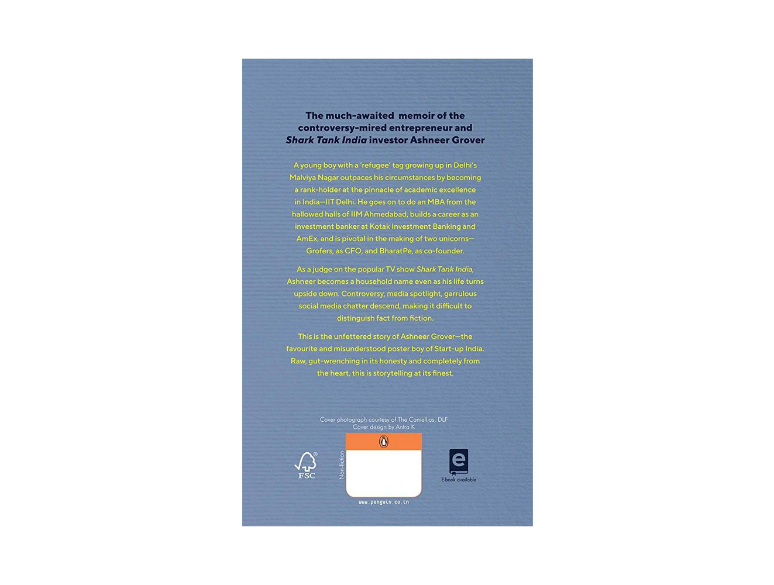 The much-awaited memoir of the
controversy-mired entrepreneur and
Shark Tank India investor Ashneer Grover
A young boy with a 'refugee' tag growing up in Delhi's
Malviya Nagar outpaces his circumstances by becoming
a rank-holder at the pinnacle of academic excellence
in India—IIT Delhi. He goes on to do an MBA from the
hallowed halls of IIM Ahmedabad, builds a career as an
investment banker at Kotak Investment Banking and
AmEx, and is pivotal in the making of two unicorns—
Grofers, as CFO, and BharatPe, as co-founder.
As a judge on the popular TV show Shark Tank India,
Ashneer becomes a household name even as his life turns
upside down. Controversy, media spotlight, garrulous
social media chatter descend, making it difficult to
distinguish fact from fiction.
This is the unfettered story of Ashneer Grover—the
favourite and misunderstood poster boy of Start-up India.
Raw, gut-wrenching in its honesty and completely from
the heart, this is storytelling at its finest.
Cover photograph courtesy of The Camellias, DLF
Cover design by Antra K
FSC®
Non-fiction
www.penguin.co.in
e
E-book available